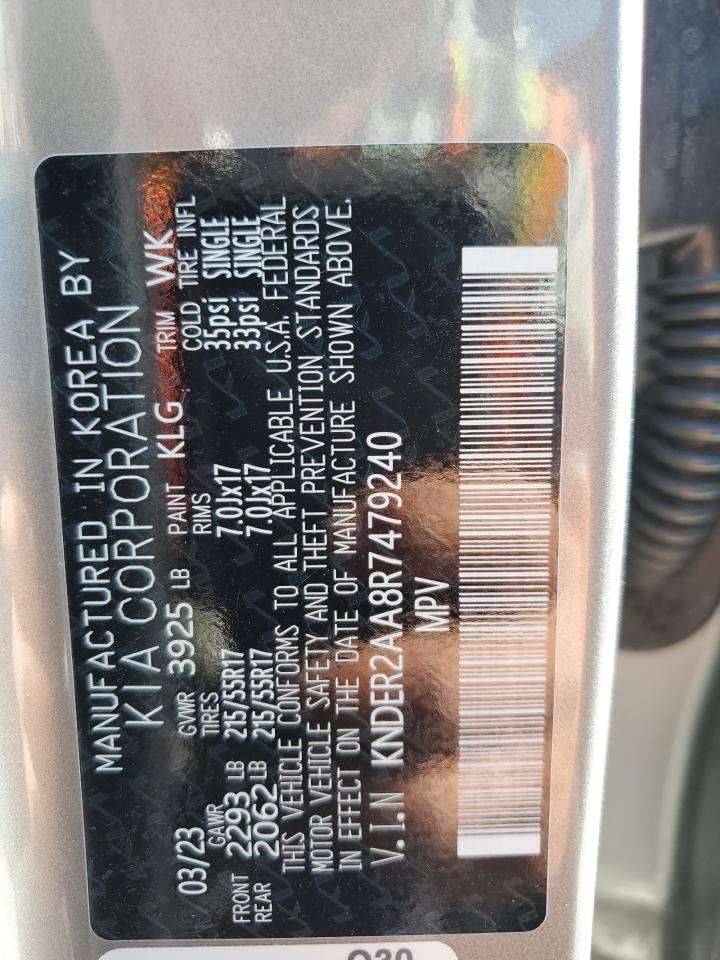 MANUFACTURED IN KOREA BY
KIA CORPORATION
03/23 GVWR 3925 LB PAINT KLG TRIM WK
GAWR TIRES RIMS COLD TIRE INFL
FRONT 2293 LB 215/55R17 7.0Jx17 35psi SINGLE
REAR 2062 LB 215/55R17 7.0Jx17 33psi SINGLE
THIS VEHICLE CONFORMS TO ALL APPLICABLE U.S.A. FEDERAL
MOTOR VEHICLE SAFETY AND THEFT PREVENTION STANDARDS
IN EFFECT ON THE DATE OF MANUFACTURE SHOWN ABOVE.
V.I.N KNDER2AA8R7479240
MPV